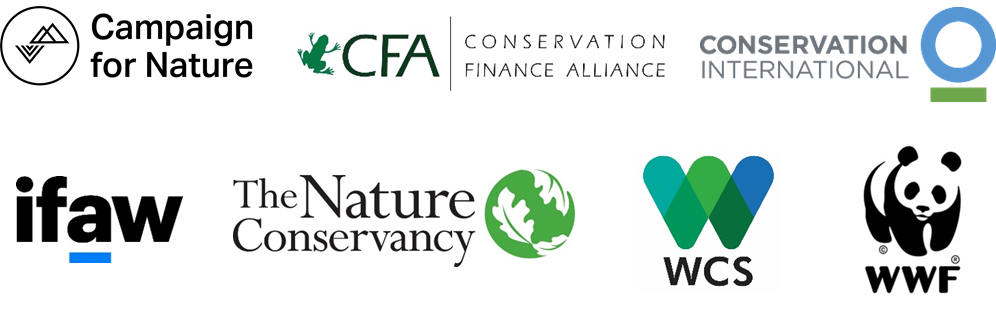 Campaign
for Nature
CFA
CONSERVATION
FINANCE ALLIANCE
CONSERVATION
INTERNATIONAL
ifaw
The Nature
Conservancy
WCS
©
®
WWF